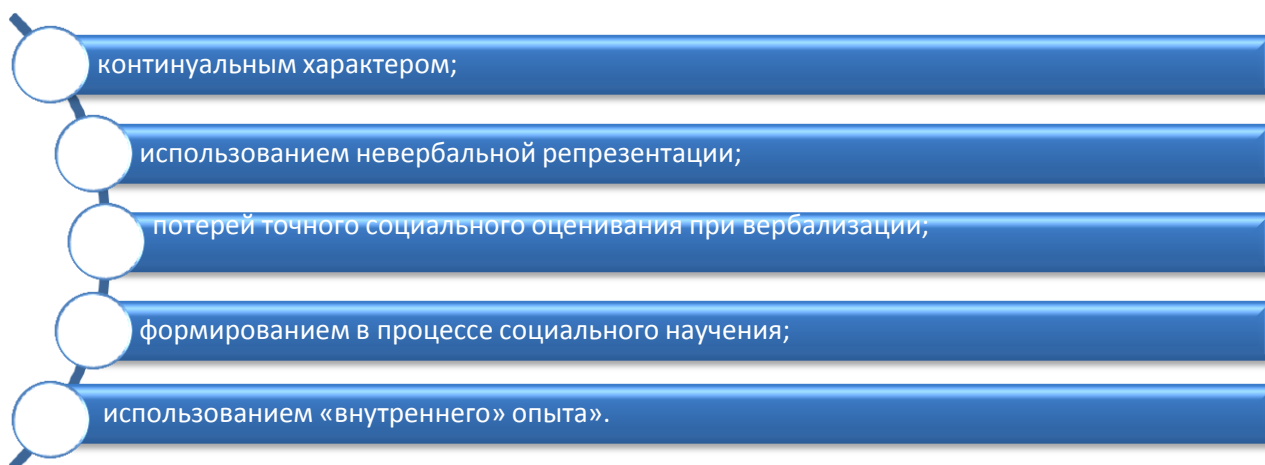 континуальным характером;
использованием невербальной репрезентации;
потерей точного социального оценивания при вербализации;
формированием в процессе социального научения;
использованием «внутреннего» опыта».